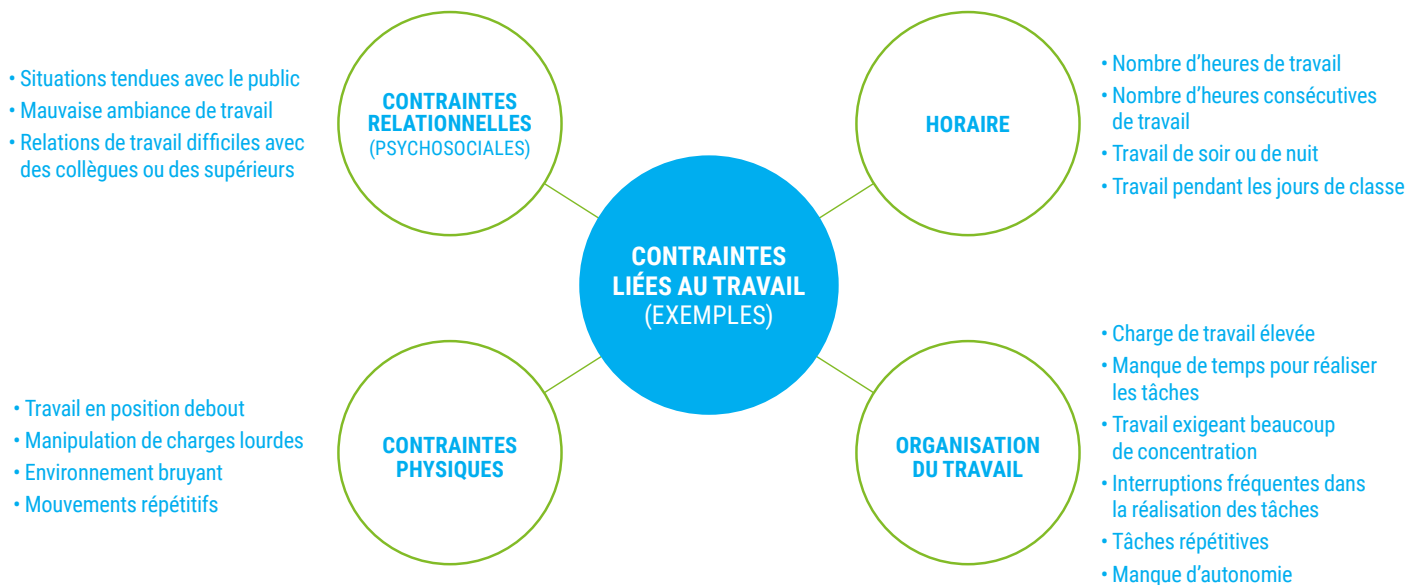 • Situations tendues avec le public
• Mauvaise ambiance de travail
• Relations de travail difficiles avec
des collègues ou des supérieurs
CONTRAINTES
RELATIONNELLES
(PSYCHOSOCIALES)
HORAIRE
• Nombre d’heures de travail
• Nombre d’heures consécutives
de travail
• Travail de soir ou de nuit
• Travail pendant les jours de classe
CONTRAINTES
LIÉES AU TRAVAIL
(EXEMPLES)
• Travail en position debout
• Manipulation de charges lourdes
• Environnement bruyant
• Mouvements répétitifs
CONTRAINTES
PHYSIQUES
ORGANISATION
DU TRAVAIL
• Charge de travail élevée
• Manque de temps pour réaliser
les tâches
• Travail exigeant beaucoup
de concentration
• Interruptions fréquentes dans
la réalisation des tâches
• Tâches répétitives
• Manque d’autonomie